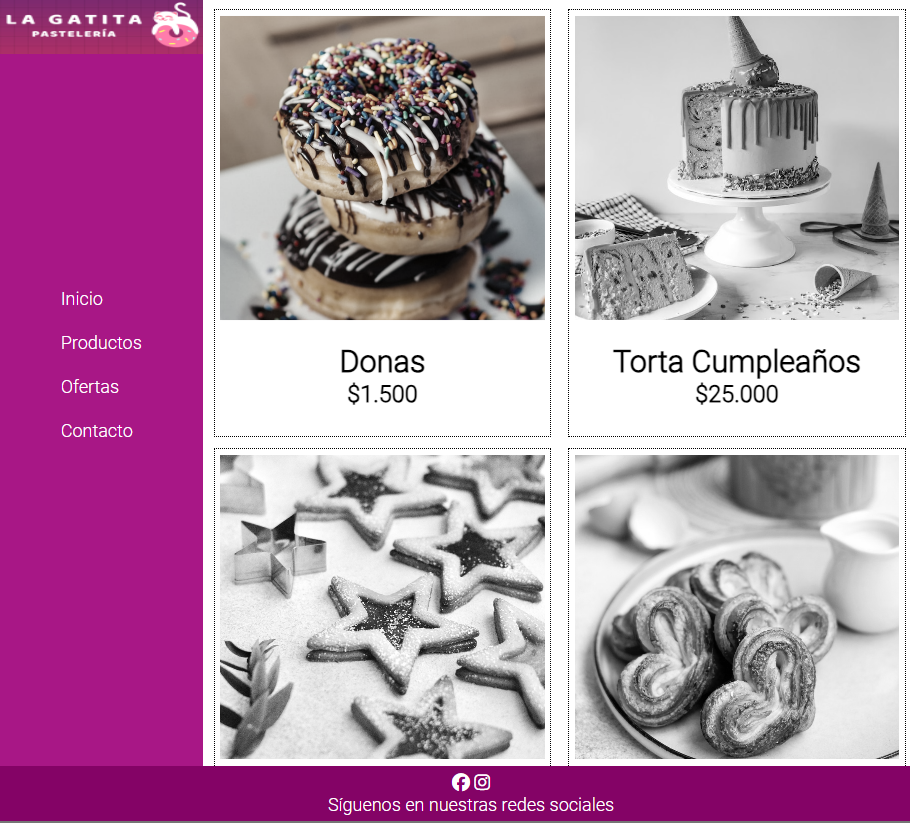 LA GATITA
PASTELERÍA
Inicio
Productos
Ofertas
Contacto
Donas
$1.500
Torta Cumpleaños
$25.000
Síguenos en nuestras redes sociales